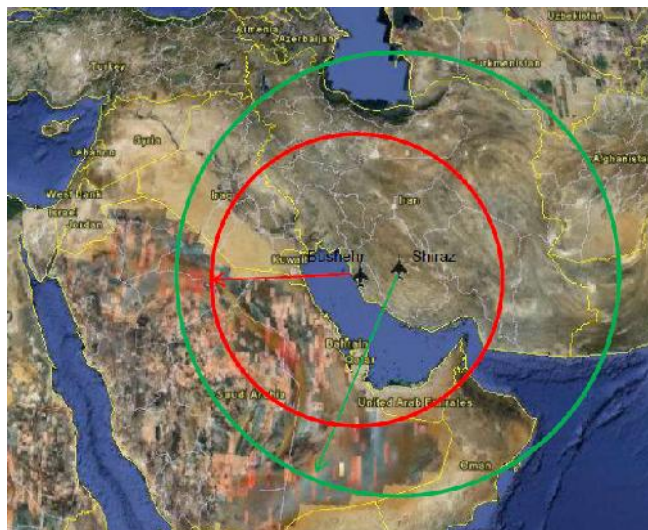 Uzbekistan
Armenia
Azerbaijan
Turkey
Turkmenistan
Syria
Lebanon
Afghanistan
West Bank
Iraq
Iran
Israel
Jordan
Kuwait
Bushehr
Shiraz
Bahrain
Qatar
Saudi Arabia
United Arab Emirates
Oman